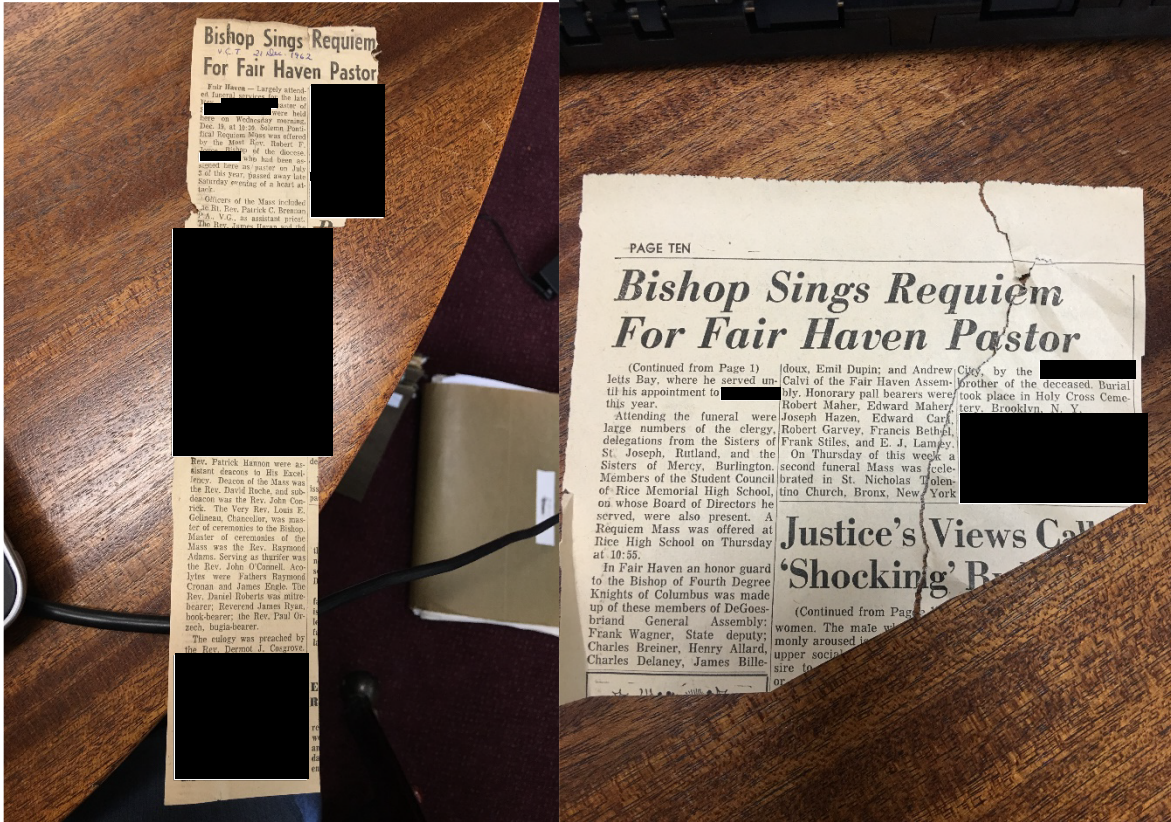 Bishop Sings Requiem
V.C.T. 21 Dec. 1962
For Fair Haven Pastor
Fair Haven — Largely attend-
ed funeral services for the late
were held
here on Wednesday morning,
Dec. 19, at 10:30. Solemn Ponti-
fical Requiem Mass was offered
by the Most Rev. Robert F.
Joyce, Bishop of the diocese.
who had been as-
signed here as pastor on July
2 of this year, passed away late
Saturday evening of a heart at-
tack.
Officers of the Mass included
Rt. Rev. Patrick C. Brennan
P.A., V.G., as assistant priest.
The Rev. James
Rev. Patrick Hannon were as-
sistant deacons to His Excel-
lency. Deacon of the Mass was
the Rev. David Roche, and sub-
deacon was the Rev. John Con-
rick. The Very Rev. Louis E.
Gelineau, Chancellor, was mas-
ter of ceremonies to the Bishop.
Master of ceremonies of the
Mass was the Rev. Raymond
Adams. Serving as thurifer was
the Rev. John O'Connell. Aco-
lytes were Fathers Raymond
Cronan and James Engle. The
Rev. Daniel Roberts was mitre-
bearer; Reverend James Ryan,
book-bearer; the Rev. Paul Or-
zech, bugia-bearer.
The eulogy was preached by
the Rev. Dermot J. Cosgrove,
PAGE TEN
Bishop Sings Requiem
For Fair Haven Pastor
(Continued from Page 1)
letts Bay, where he served un-
til his appointment to
this year.
Attending the funeral were
large numbers of the clergy,
delegations from the Sisters of
St. Joseph, Rutland, and the
Sisters of Mercy, Burlington.
Members of the Student Council
of Rice Memorial High School,
on whose Board of Directors he
served, were also present. A
Requiem Mass was offered at
Rice High School on Thursday
at 10:55.
In Fair Haven an honor guard
to the Bishop of Fourth Degree
Knights of Columbus was made
up of these members of DeGoes-
briand General Assembly:
Frank Wagner, State deputy;
Charles Breiner, Henry Allard,
Charles Delaney, James Bille-
doux, Emil Dupin; and Andrew
Calvi of the Fair Haven Assem-
bly. Honorary pall bearers were
Robert Maher, Edward Maher,
Joseph Hazen, Edward Carl,
Robert Garvey, Francis Bethel,
Frank Stiles, and E. J. Lamey.
On Thursday of this week a
second funeral Mass was cele-
brated in St. Nicholas Tolen-
tino Church, Bronx, New York
City, by the
brother of the deceased. Burial
took place in Holy Cross Ceme-
tery, Brooklyn, N. Y.
Justice's Views
'Shocking'
(Continued from Page
women. The male
monly aroused
upper social
sire to
or